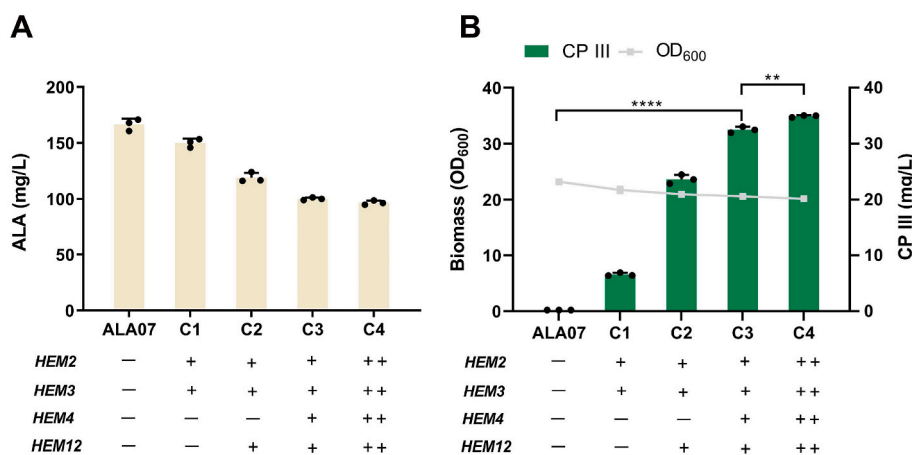 A
ALA (mg/L)
200
150
100
50
0
ALA07 C1 C2 C3 C4
HEM2 — + + + ++
HEM3 — + + + ++
HEM4 — — — + ++
HEM12 — — + + ++
B
CP III OD600
Biomass (OD600)
40
30
20
10
0
**** **
40
30
20
10
0
CP III (mg/L)
ALA07 C1 C2 C3 C4
HEM2 — + + + ++
HEM3 — + + + ++
HEM4 — — — + ++
HEM12 — — + + ++